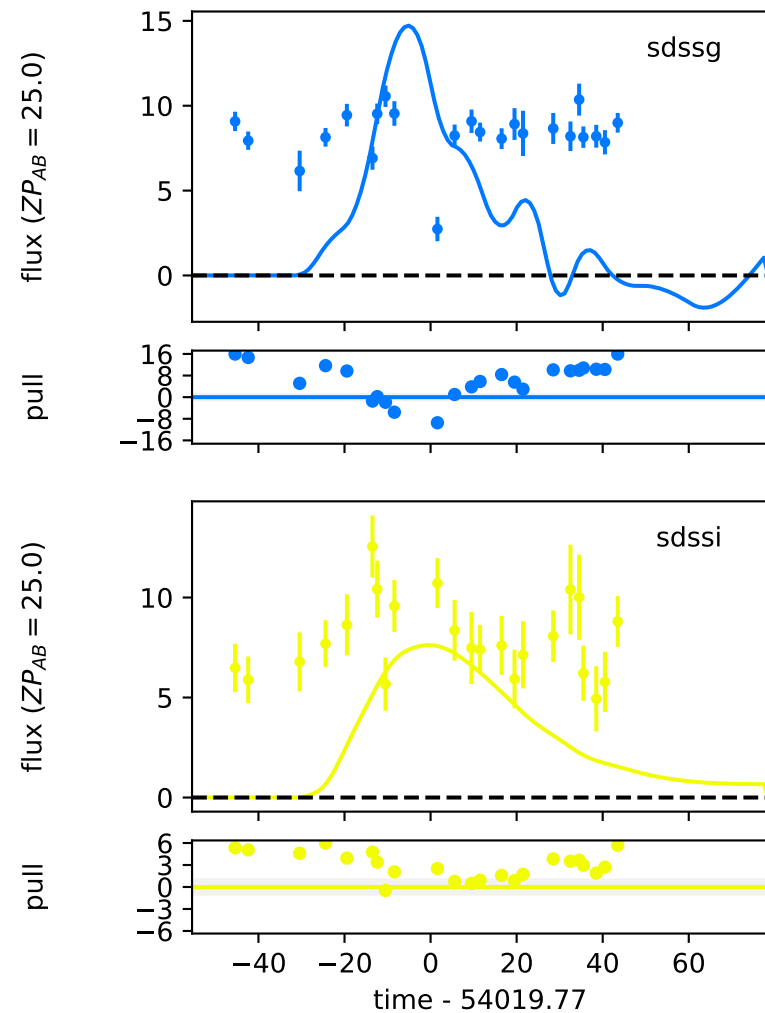 15
sdssg
10
flux (ZP_AB = 25.0)
5
0
16
8
pull
0
−8
−16
sdssi
10
flux (ZP_AB = 25.0)
5
0
6
3
pull
0
−3
−6
−40 −20 0 20 40 60
time - 54019.77